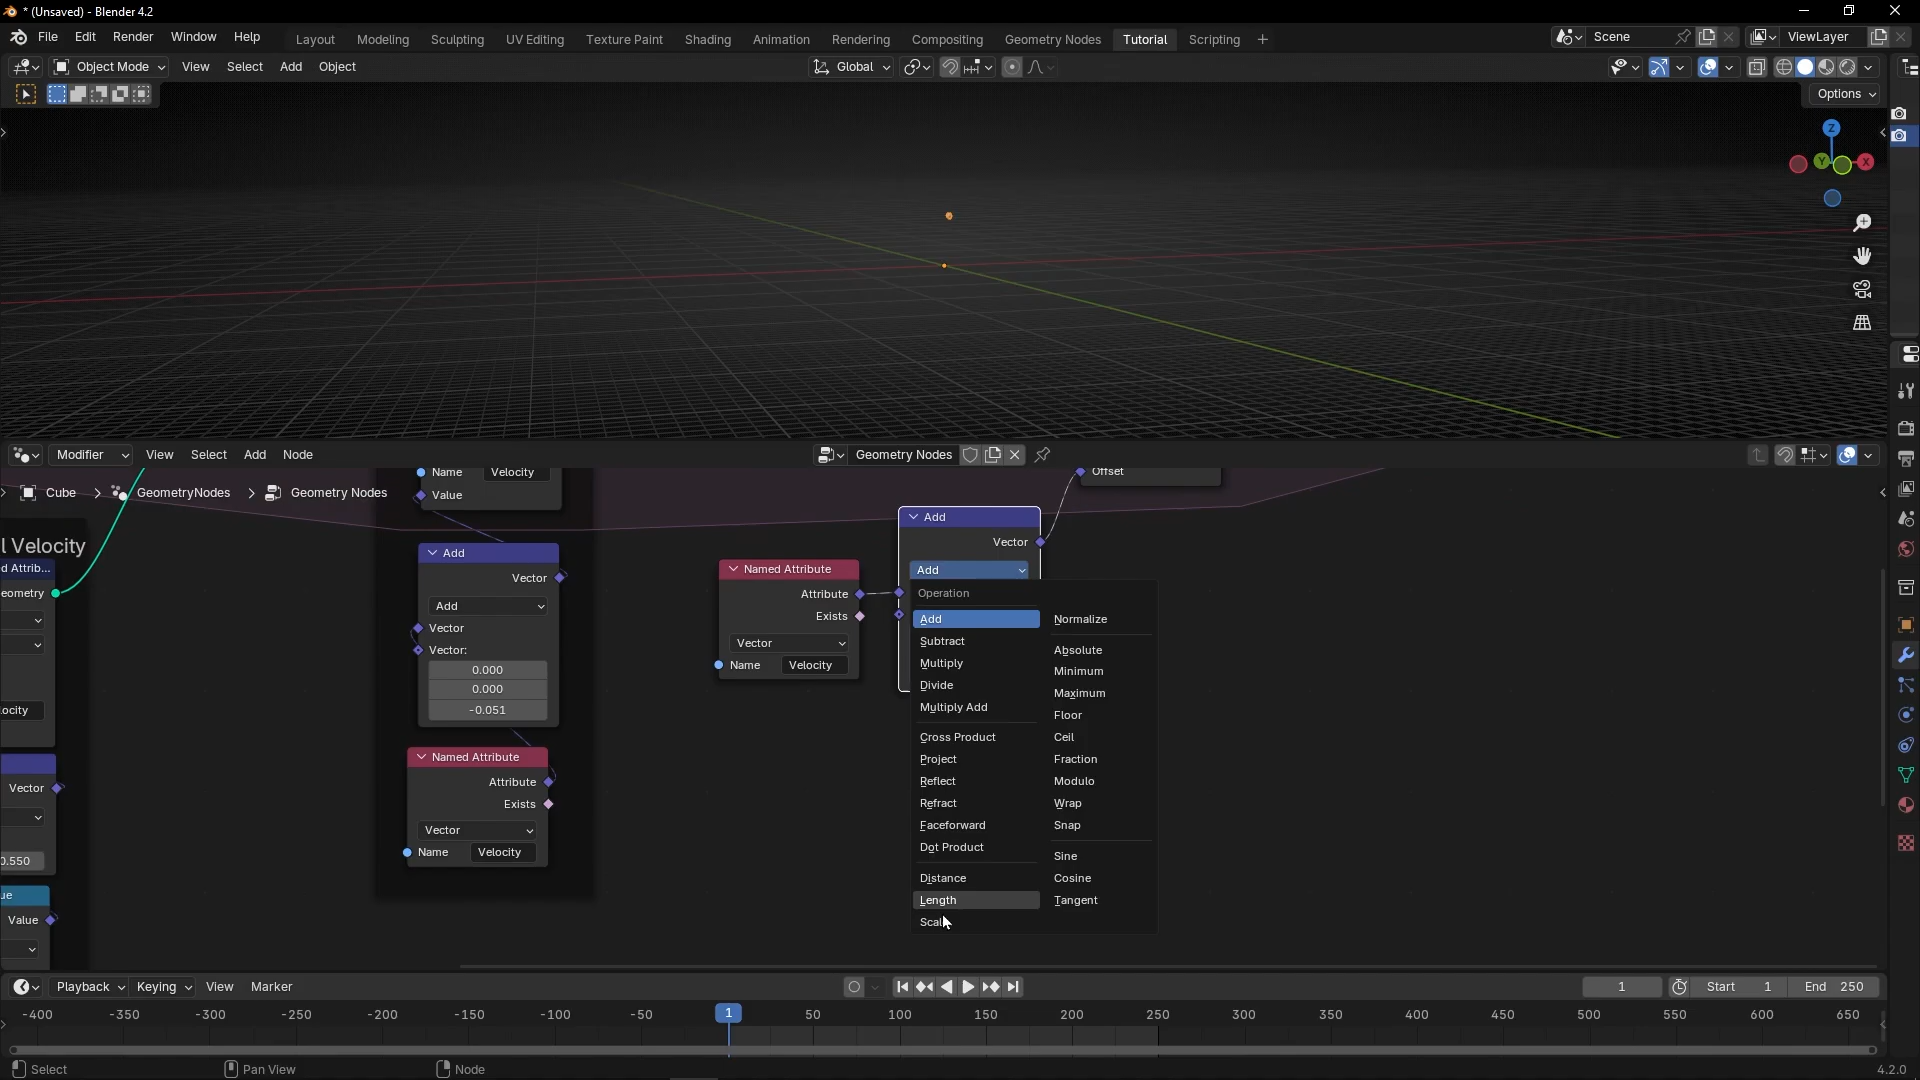 * (Unsaved) - Blender 4.2
File Edit Render Window Help
Layout Modeling Sculpting UV Editing Texture Paint Shading Animation Rendering Compositing Geometry Nodes Tutorial Scripting +
Scene
ViewLayer
Object Mode View Select Add Object
Global
Options
Z
Y
X
Modifier View Select Add Node
Geometry Nodes
Cube > GeometryNodes > Geometry Nodes
Name Velocity
Value
Offset
l Velocity
d Attrib...
eometry
ocity
Vector
0.550
ue
Value
Add
Vector
Add
Vector
Vector:
0.000
0.000
-0.051
Named Attribute
Attribute
Exists
Vector
Name Velocity
Named Attribute
Attribute
Exists
Vector
Name Velocity
Add
Vector
Add
Operation
Add
Subtract
Multiply
Divide
Multiply Add
Cross Product
Project
Reflect
Refract
Faceforward
Dot Product
Distance
Length
Scal
Normalize
Absolute
Minimum
Maximum
Floor
Ceil
Fraction
Modulo
Wrap
Snap
Sine
Cosine
Tangent
Playback Keying View Marker
1
Start 1
End 250
-400 -350 -300 -250 -200 -150 -100 -50 1 50 100 150 200 250 300 350 400 450 500 550 600 650
Select
Pan View
Node
4.2.0